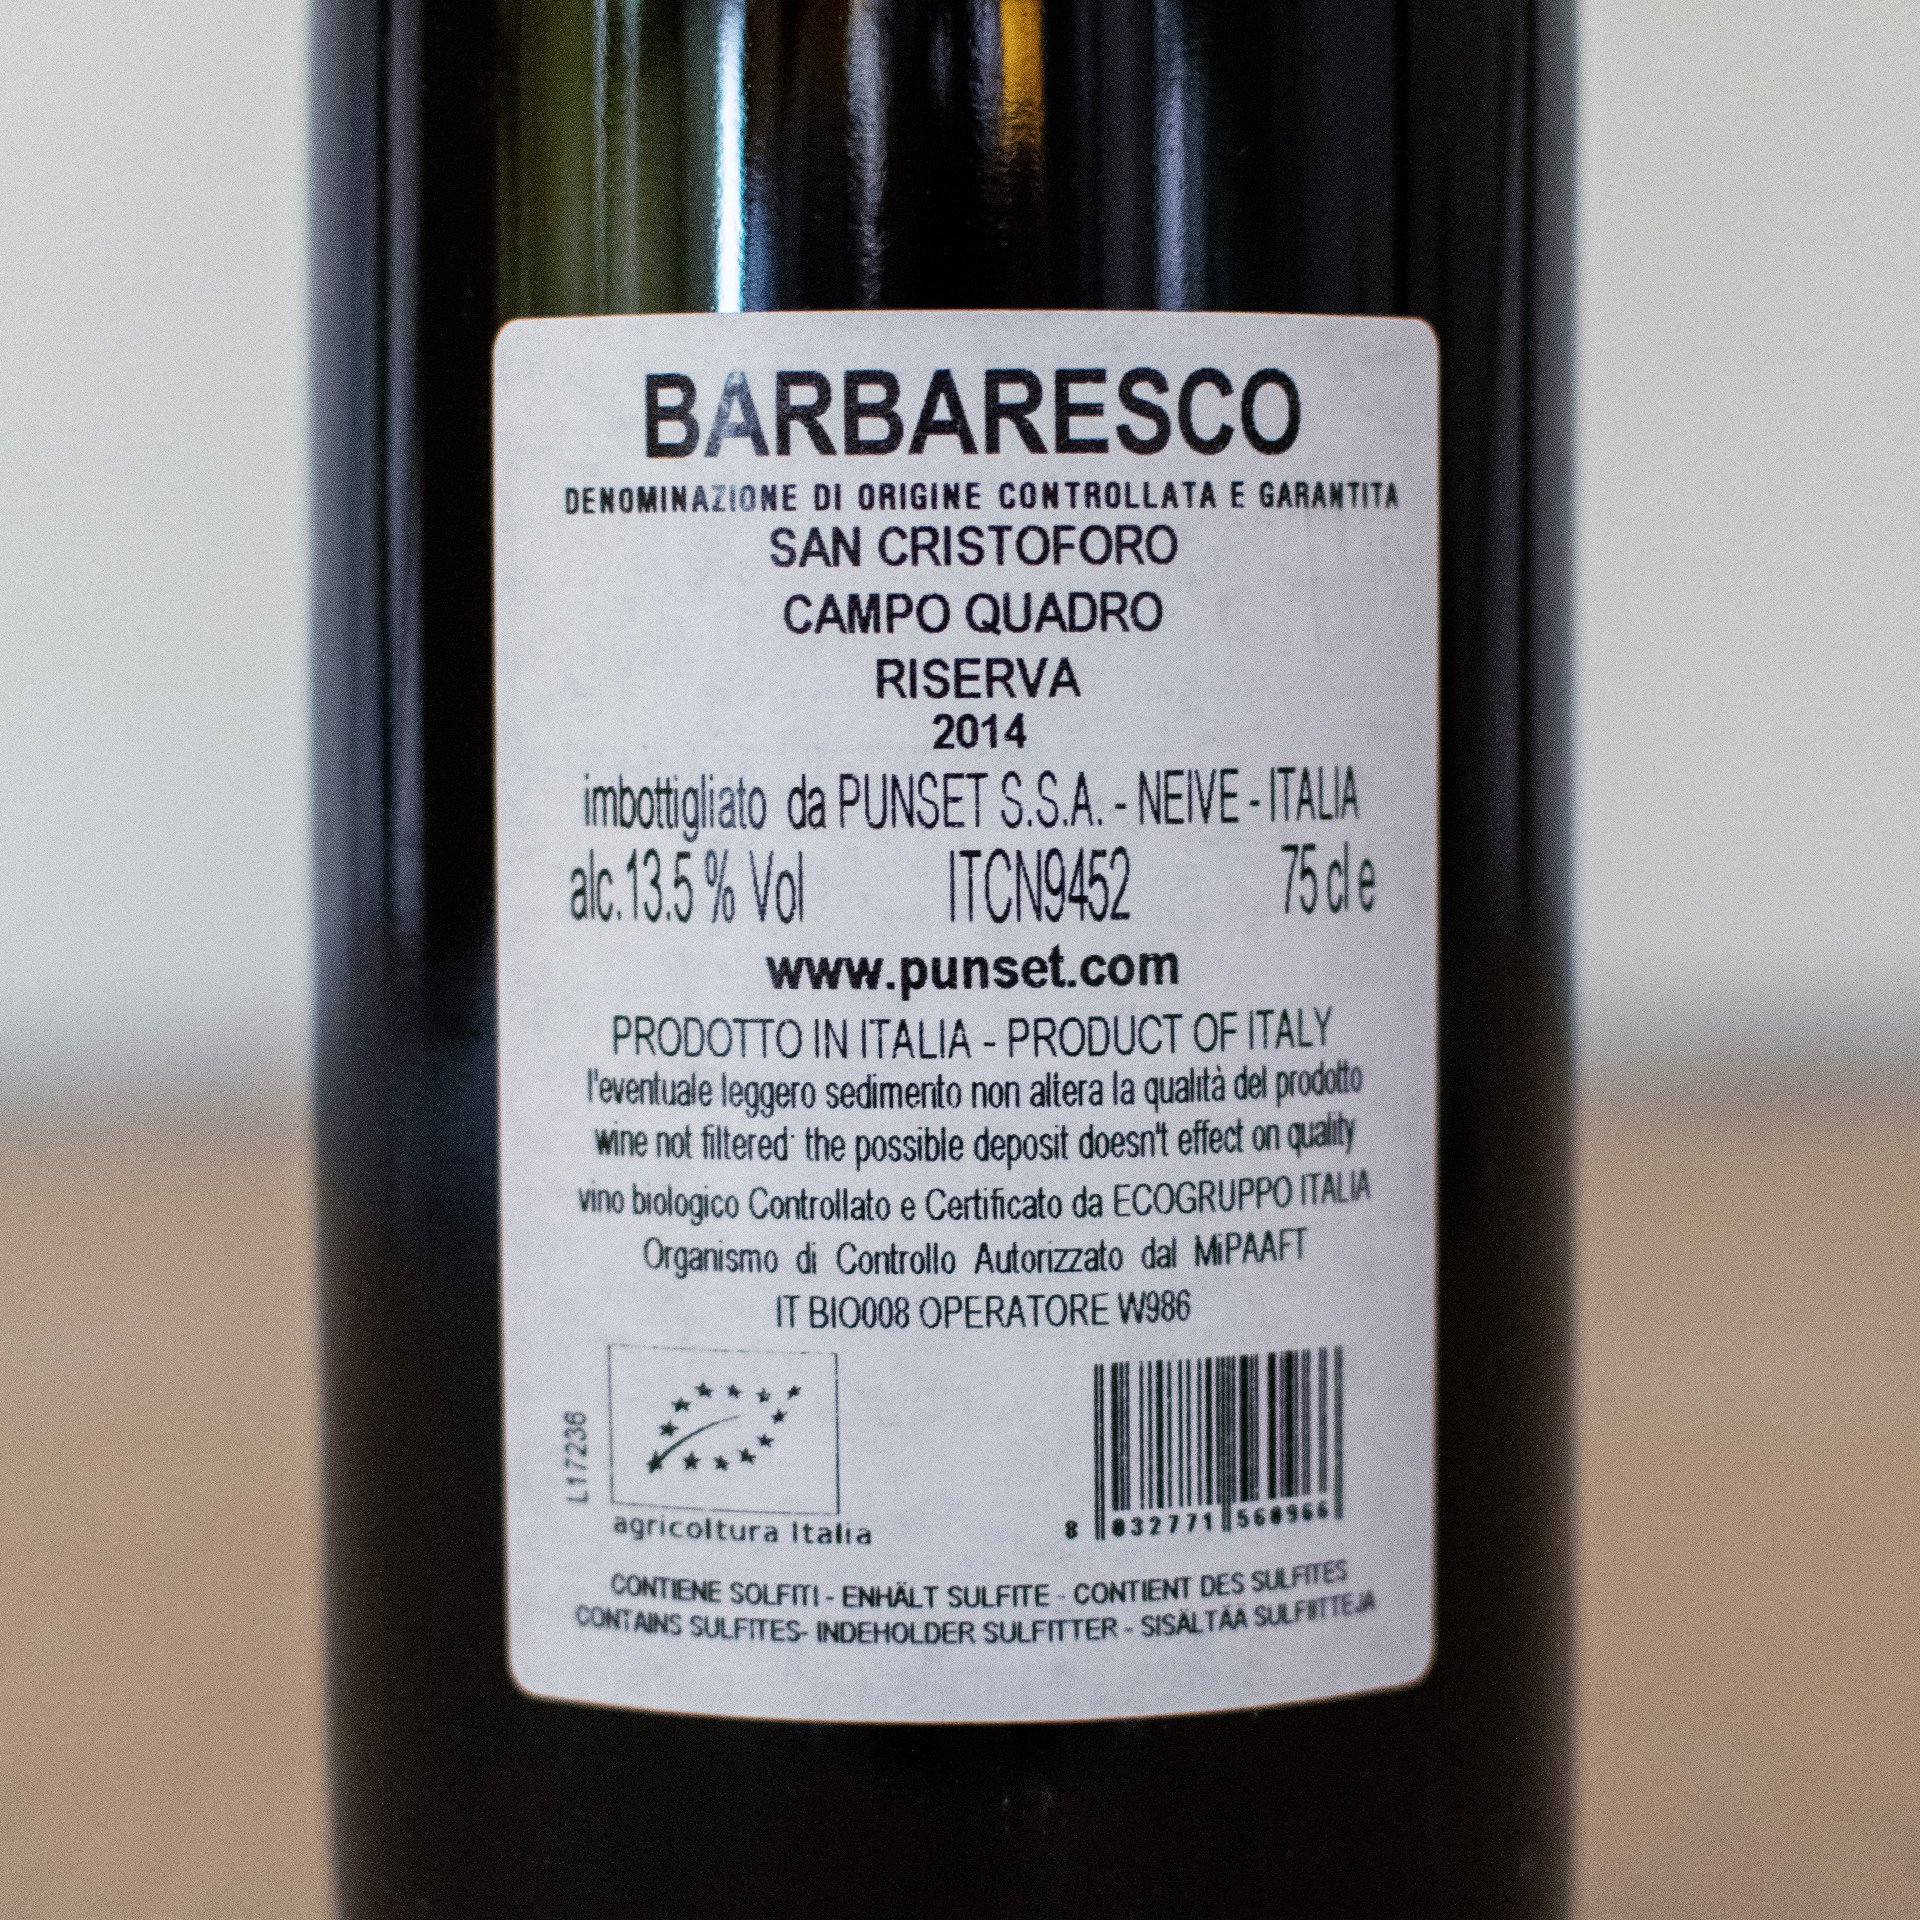 BARBARESCO
DENOMINAZIONE DI ORIGINE CONTROLLATA E GARANTITA
SAN CRISTOFORO
CAMPO QUADRO
RISERVA
2014
imbottigliato da PUNSET S.S.A. - NEIVE - ITALIA
alc.13.5 % Vol ITCN9452 75 cl e
www.punset.com
PRODOTTO IN ITALIA - PRODUCT OF ITALY
l'eventuale leggero sedimento non altera la qualità del prodotto
wine not filtered· the possible deposit doesn't effect on quality
vino biologico Controllato e Certificato da ECOGRUPPO ITALIA
Organismo di Controllo Autorizzato dal MiPAAFT
IT BIO008 OPERATORE W986
L17236
agricoltura Italia
8 032771 560966
CONTIENE SOLFITI - ENHÄLT SULFITE - CONTIENT DES SULFITES
CONTAINS SULFITES- INDEHOLDER SULFITTER - SISÄLTÄÄ SULFIITTEJA